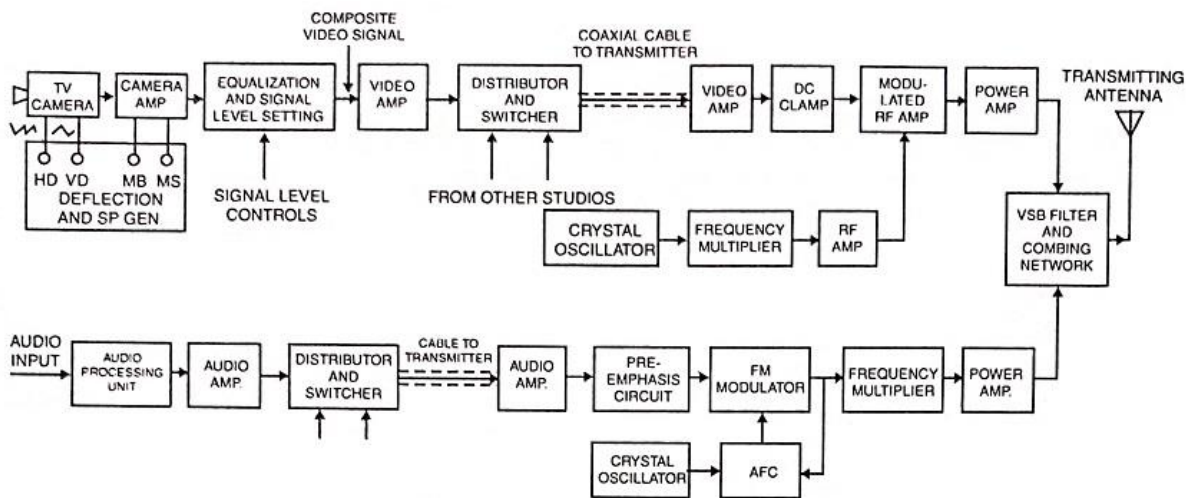 COMPOSITE
VIDEO SIGNAL
COAXIAL CABLE
TO TRANSMITTER
TV
CAMERA
CAMERA
AMP
EQUALIZATION
AND SIGNAL
LEVEL SETTING
VIDEO
AMP
DISTRIBUTOR
AND
SWITCHER
VIDEO
AMP
DC
CLAMP
MODU-
LATED
RF AMP
POWER
AMP
TRANSMITTING
ANTENNA
HD VD MB MS
DEFLECTION
AND SP GEN
SIGNAL LEVEL
CONTROLS
FROM OTHER STUDIOS
CRYSTAL
OSCILLATOR
FREQUENCY
MULTIPLIER
RF
AMP
VSB FILTER
AND
COMBING
NETWORK
AUDIO
INPUT
AUDIO
PROCESSING
UNIT
AUDIO
AMP.
DISTRIBUTOR
AND
SWITCHER
CABLE TO
TRANSMITTER
AUDIO
AMP.
PRE-
EMPHASIS
CIRCUIT
FM
MODULATOR
FREQUENCY
MULTIPLIER
POWER
AMP.
CRYSTAL
OSCILLATOR
AFC